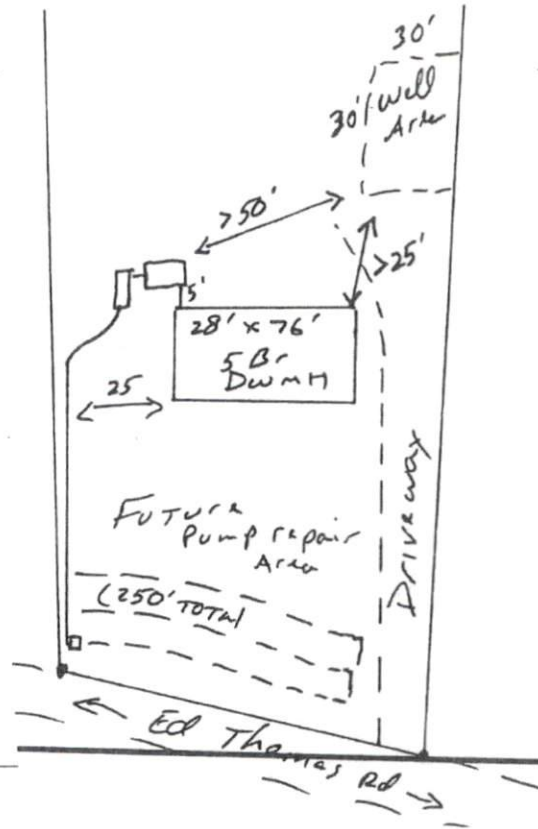 30'
30'
Well
Area
>50'
>25'
5'
28' x 76'
5 Br
DWMH
25
Future
Pump repair
Area
Driveway
(250' TOTAL
Ed Thomas Rd